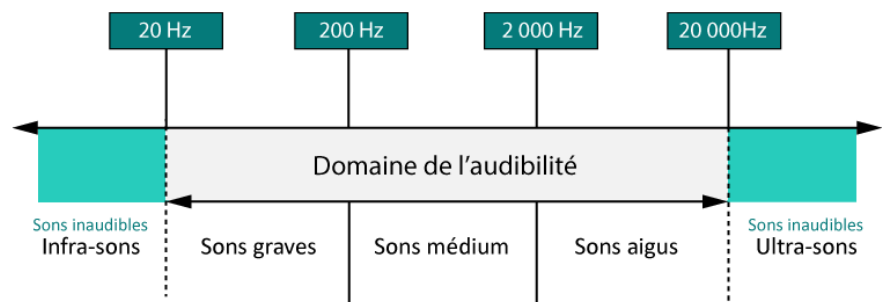 20 Hz
200 Hz
2 000 Hz
20 000Hz
Domaine de l'audibilité
Sons inaudibles
Infra-sons
Sons graves
Sons médium
Sons aigus
Sons inaudibles
Ultra-sons